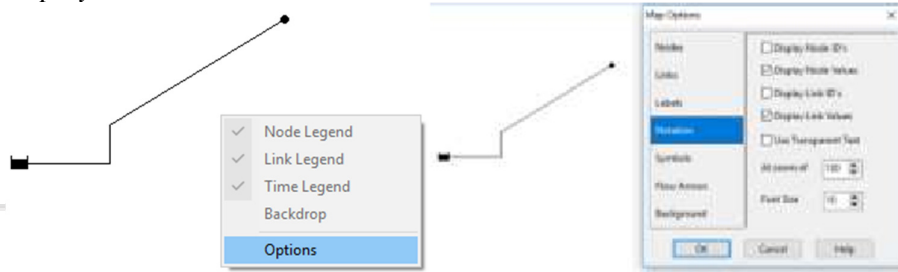 Node Legend
Link Legend
Time Legend
Backdrop
Options
Map Options
Nodes
Links
Labels
Notation
Symbols
Flow Arrows
Background
Display Node ID's
Display Node Values
Display Link ID's
Display Link Values
Use Transparent Text
At zoom of 100
Font Size
OK
Cancel
Help